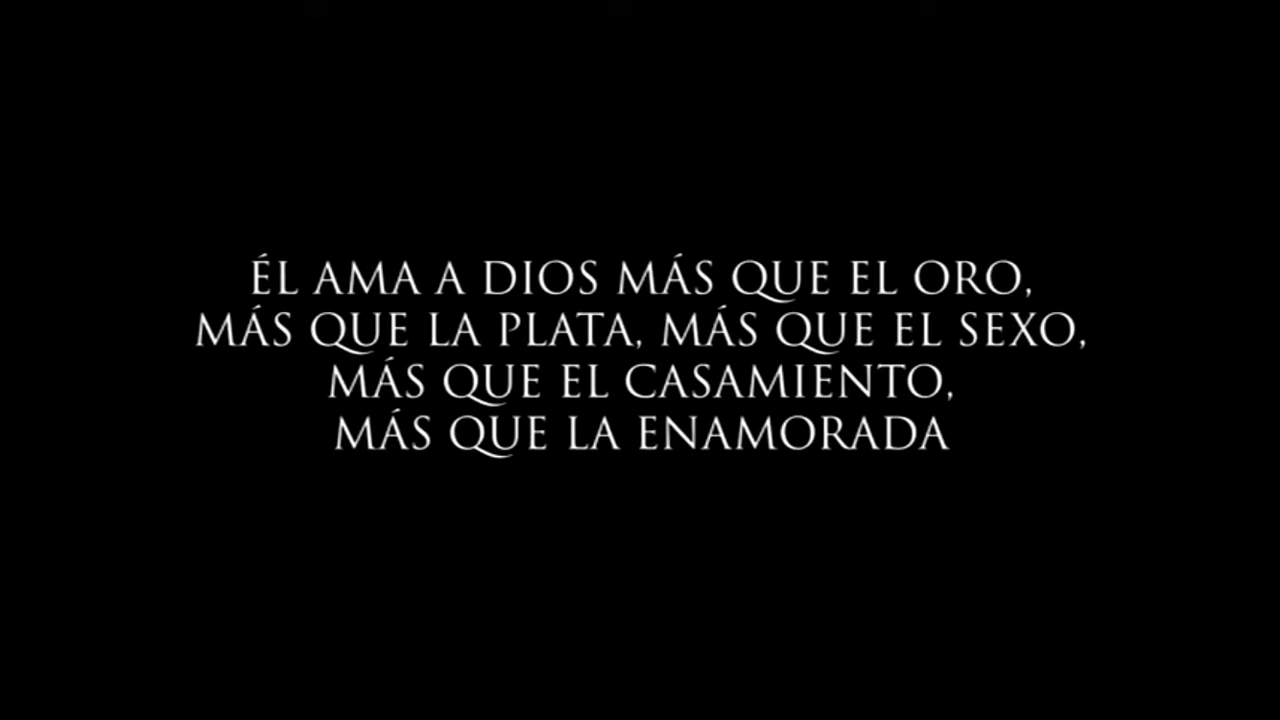 ÉL AMA A DIOS MÁS QUE EL ORO,
MÁS QUE LA PLATA, MÁS QUE EL SEXO,
MÁS QUE EL CASAMIENTO,
MÁS QUE LA ENAMORADA